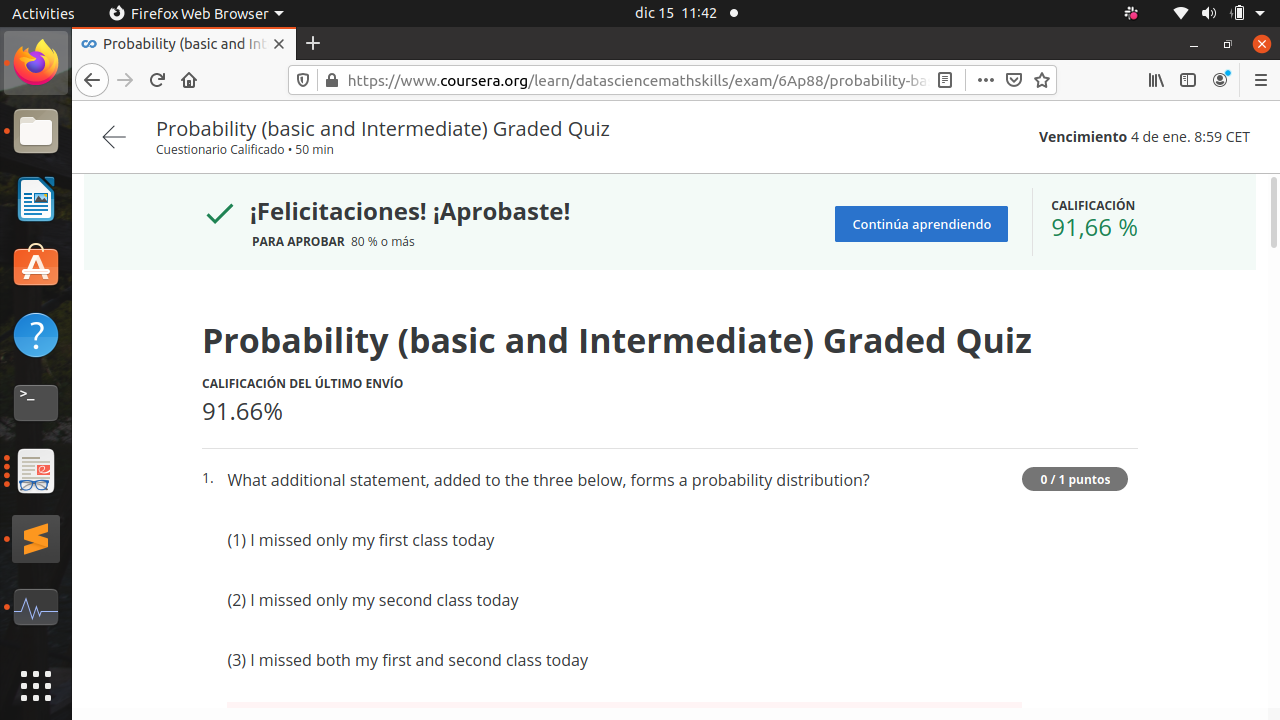 Activities Firefox Web Browser dic 15 11:42
Probability (basic and Int
https://www.coursera.org/learn/datasciencemathskills/exam/6Ap88/probability-ba
Probability (basic and Intermediate) Graded Quiz
Cuestionario Calificado • 50 min
Vencimiento 4 de ene. 8:59 CET
¡Felicitaciones! ¡Aprobaste!
PARA APROBAR 80 % o más
Continúa aprendiendo
CALIFICACIÓN
91,66 %
Probability (basic and Intermediate) Graded Quiz
CALIFICACIÓN DEL ÚLTIMO ENVÍO
91.66%
1. What additional statement, added to the three below, forms a probability distribution?
0 / 1 puntos
(1) I missed only my first class today
(2) I missed only my second class today
(3) I missed both my first and second class today